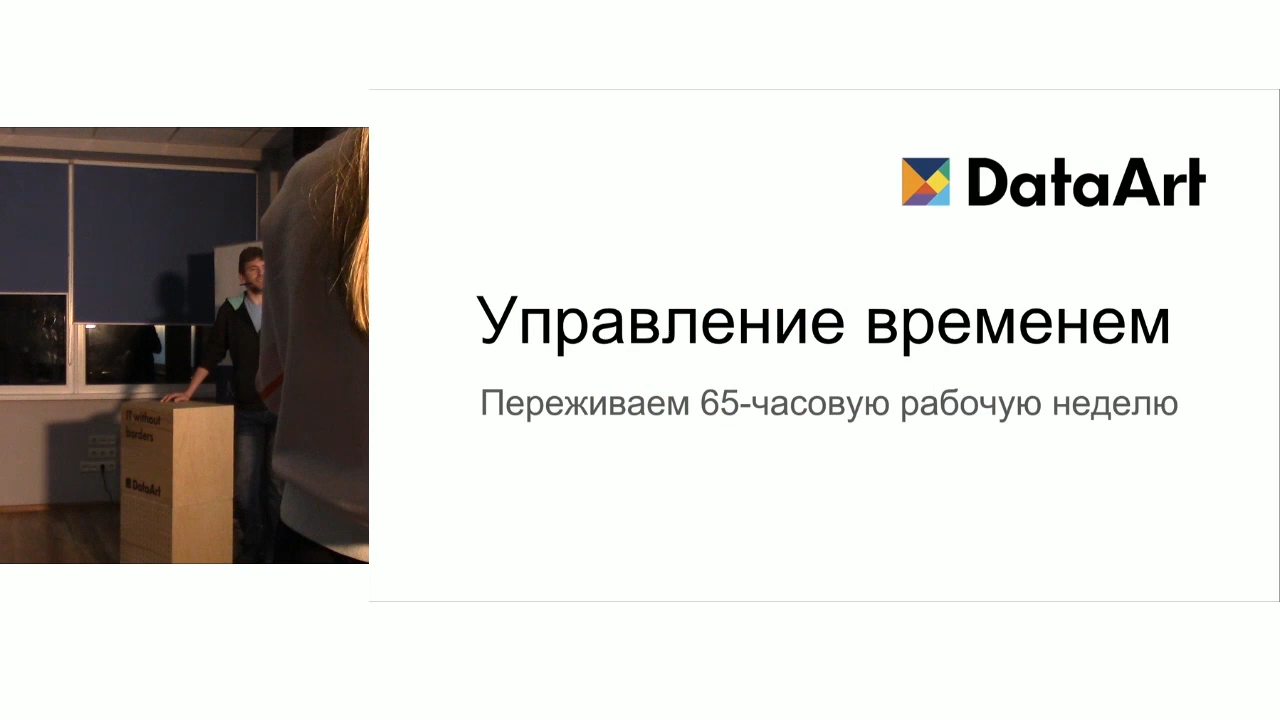 DataArt
Управление временем
Переживаем 65-часовую рабочую неделю
IT without
borders
DataArt